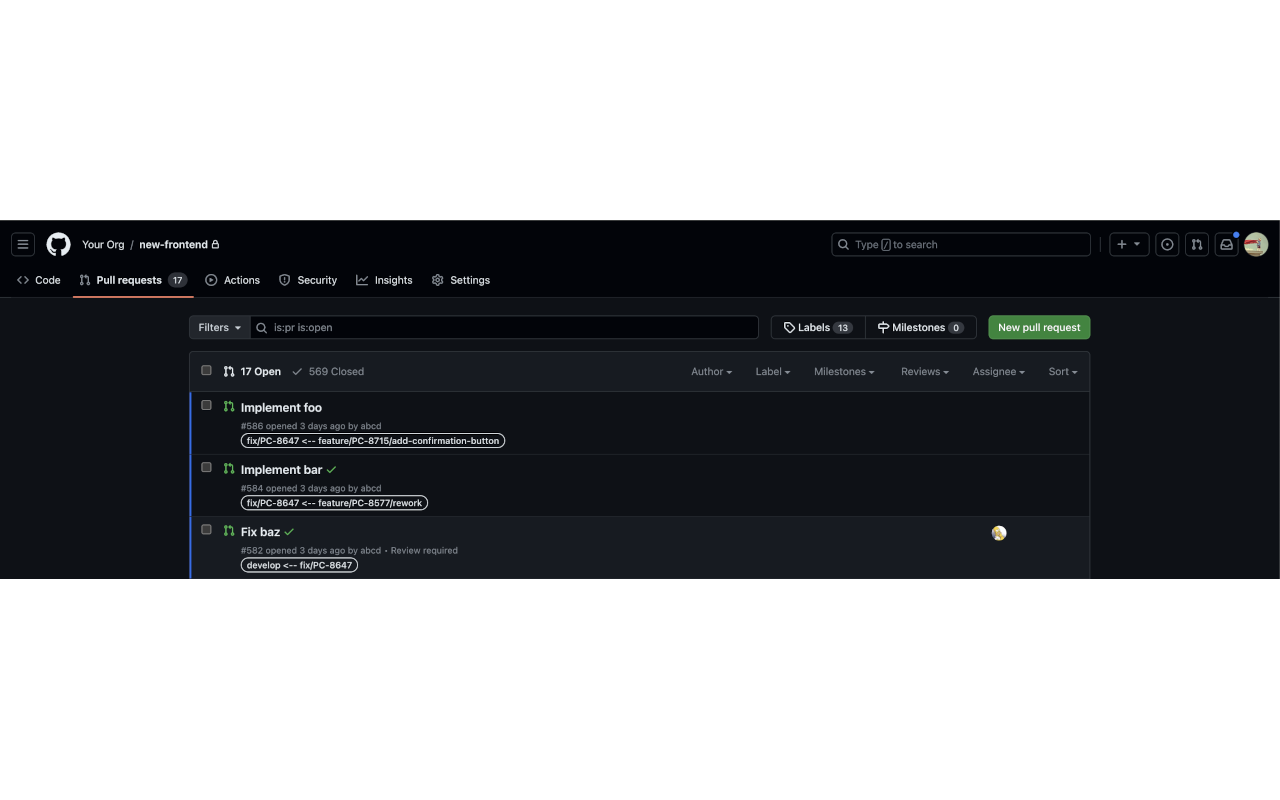 Your Org / new-frontend
Type / to search
Code Pull requests 17 Actions Security Insights Settings
Filters is:pr is:open Labels 13 Milestones 0 New pull request
17 Open 569 Closed Author Label Milestones Reviews Assignee Sort
Implement foo
#586 opened 3 days ago by abcd
fix/PC-8647 <-- feature/PC-8715/add-confirmation-button
Implement bar
#584 opened 3 days ago by abcd
fix/PC-8647 <-- feature/PC-8577/rework
Fix baz
#582 opened 3 days ago by abcd • Review required
develop <-- fix/PC-8647